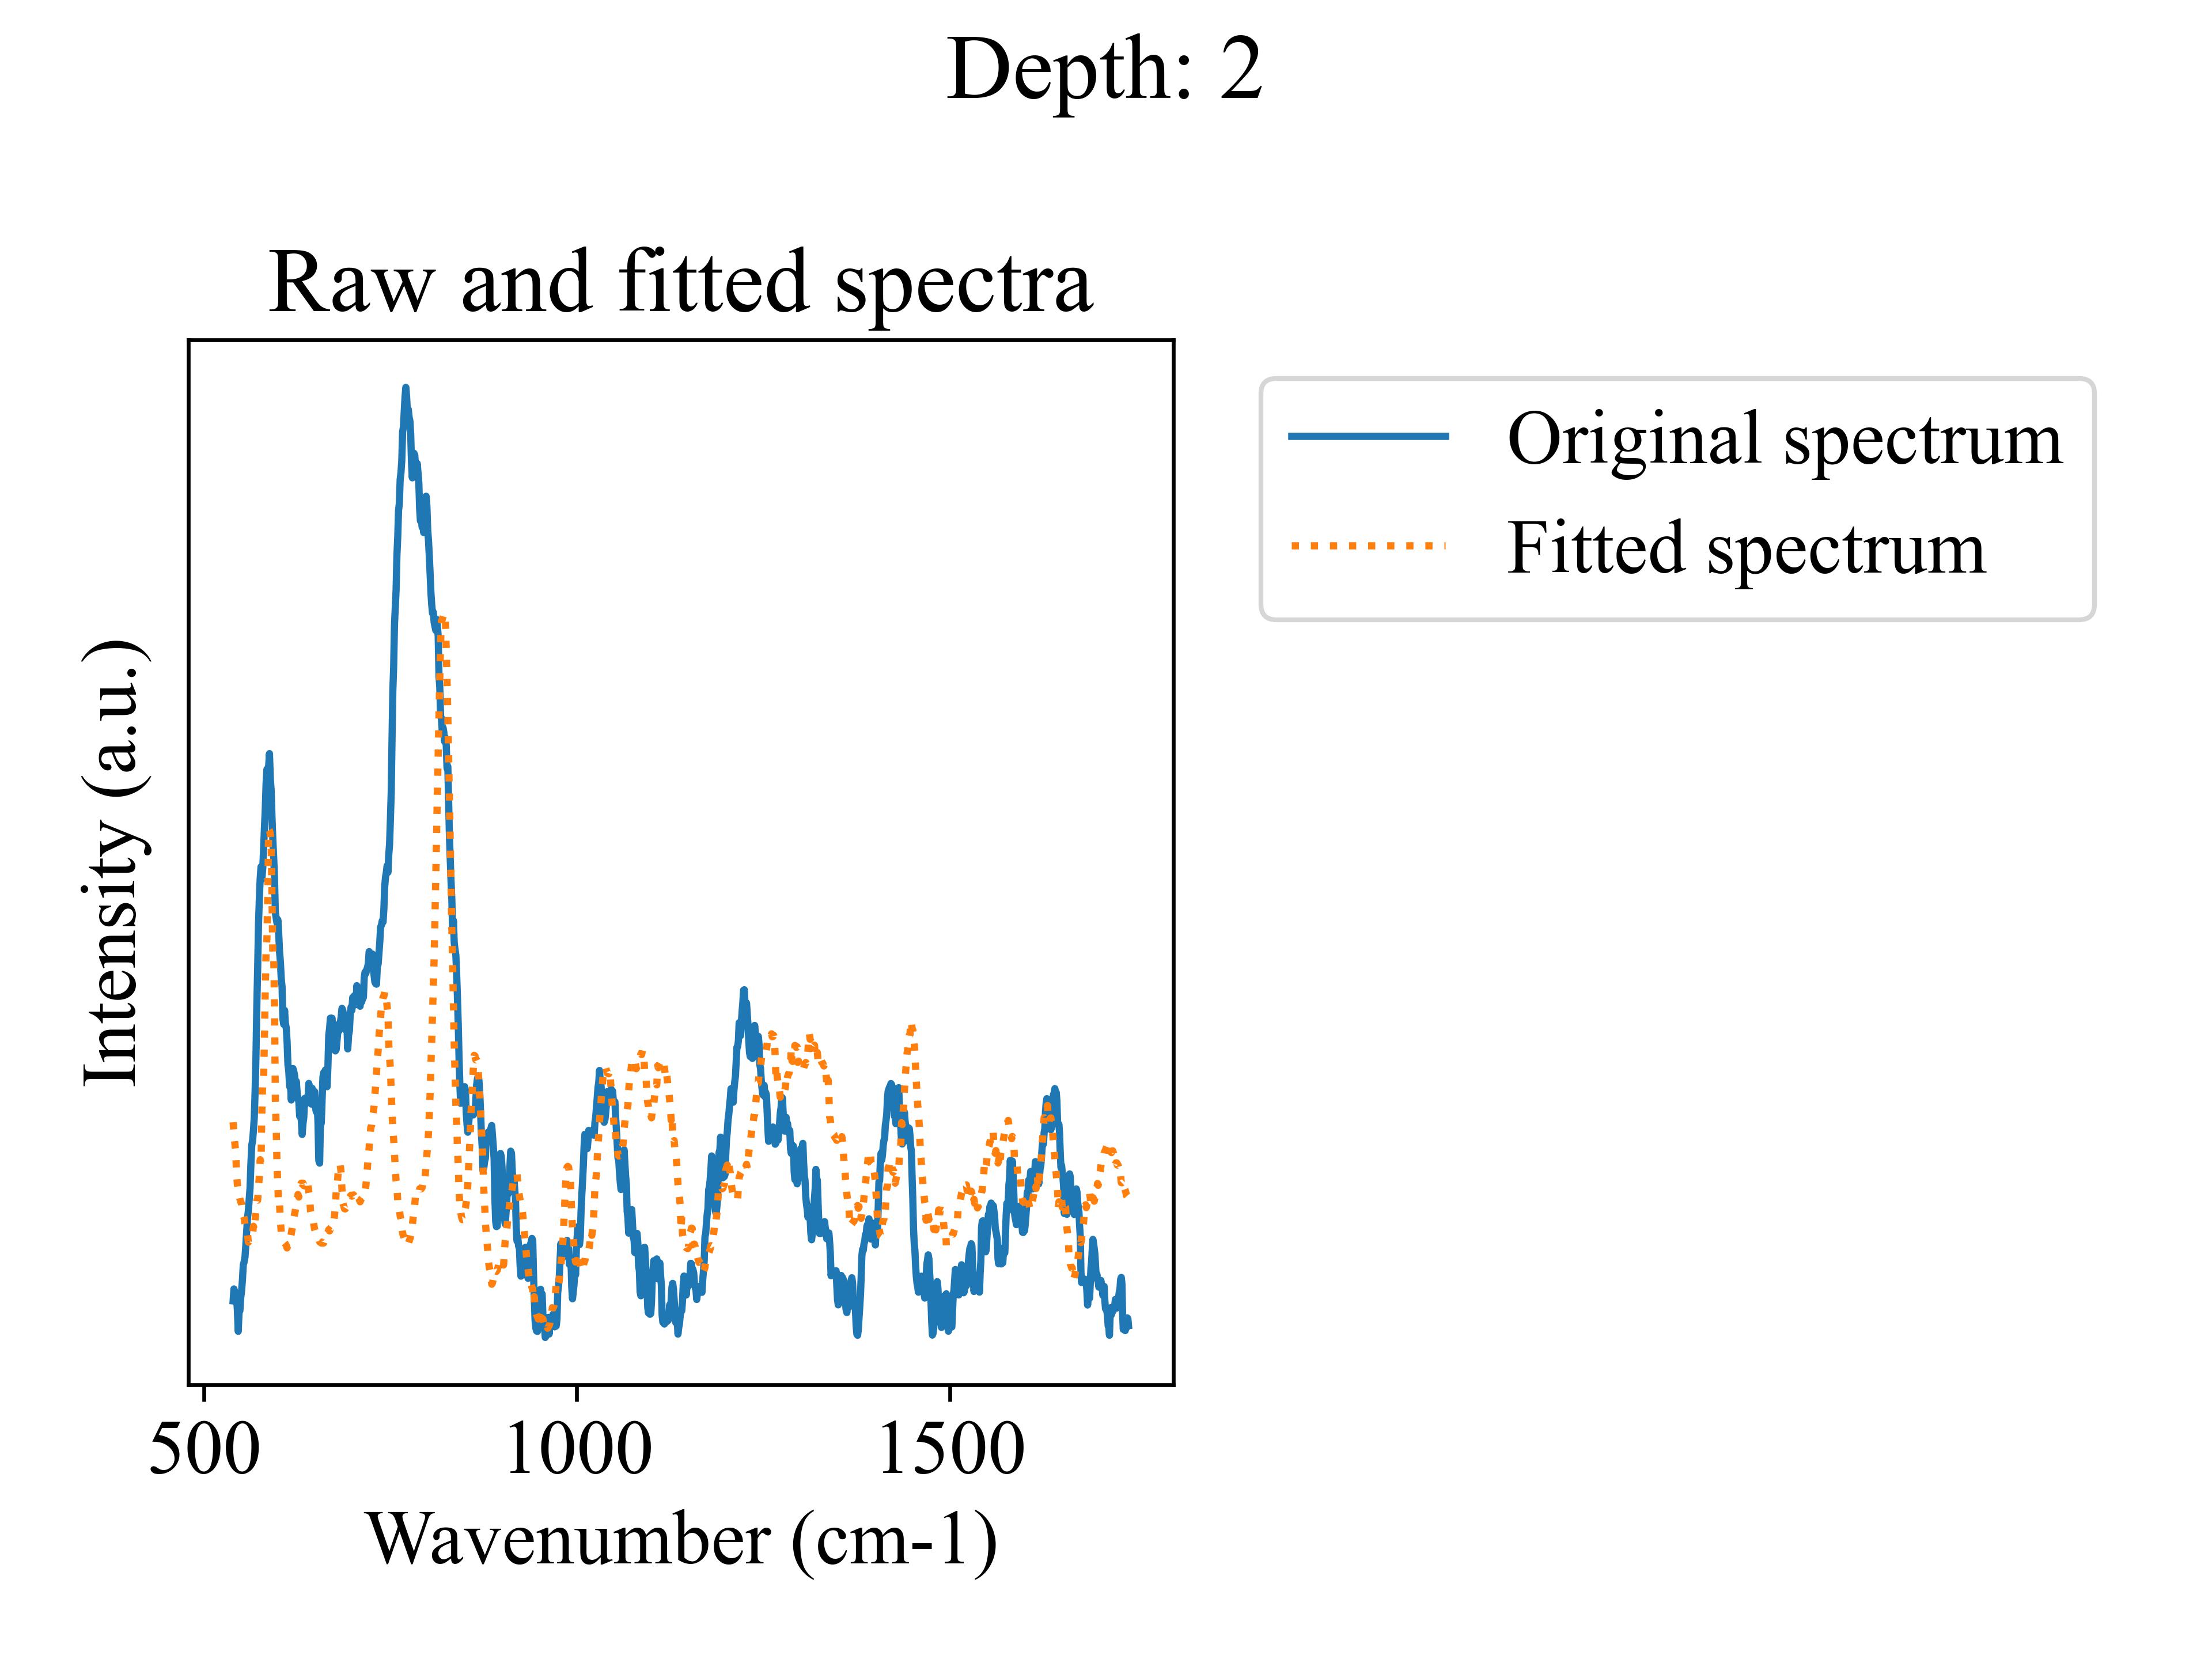 Depth: 2
Raw and fitted spectra
Original spectrum
Fitted spectrum
Intensity (a.u.)
500 1000 1500
Wavenumber (cm-1)